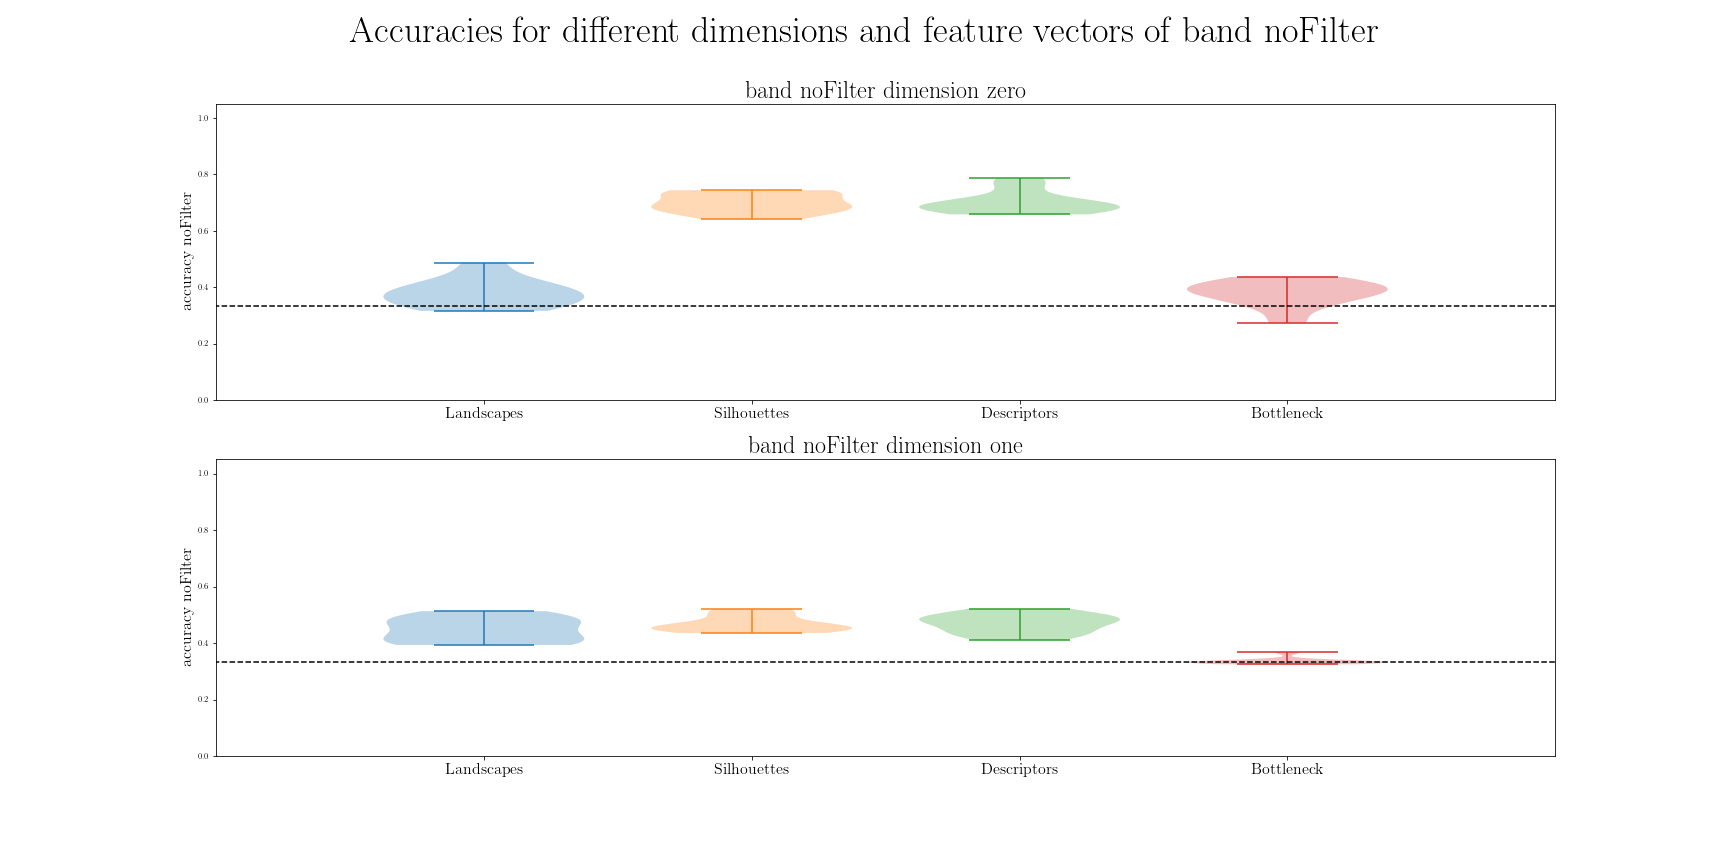 Accuracies for different dimensions and feature vectors of band noFilter
band noFilter dimension zero
accuracy noFilter
1.0
0.8
0.6
0.4
0.2
0.0
Landscapes Silhouettes Descriptors Bottleneck
band noFilter dimension one
accuracy noFilter
1.0
0.8
0.6
0.4
0.2
0.0
Landscapes Silhouettes Descriptors Bottleneck